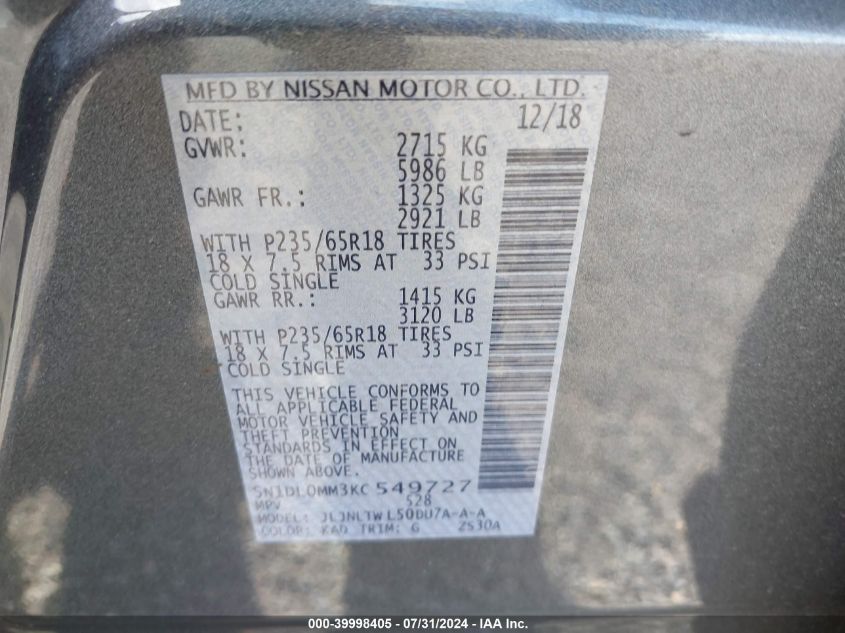 MFD BY NISSAN MOTOR CO., LTD.
DATE: 12/18
GVWR: 2715 KG
5986 LB
GAWR FR.: 1325 KG
2921 LB
WITH P235/65R18 TIRES
18 X 7.5 RIMS AT 33 PSI
COLD SINGLE
GAWR RR.: 1415 KG
3120 LB
WITH P235/65R18 TIRES
18 X 7.5 RIMS AT 33 PSI
COLD SINGLE
THIS VEHICLE CONFORMS TO
ALL APPLICABLE FEDERAL
MOTOR VEHICLE SAFETY AND
THEFT PREVENTION
STANDARDS IN EFFECT ON
THE DATE OF MANUFACTURE
SHOWN ABOVE.
5N1DL0MM3KC 549727
MPV 528
MODEL: JLJNLTWL50DU7A-A-A
COLOR: KAD TRIM: G 2S30A
000-39998405 - 07/31/2024 - IAA Inc.